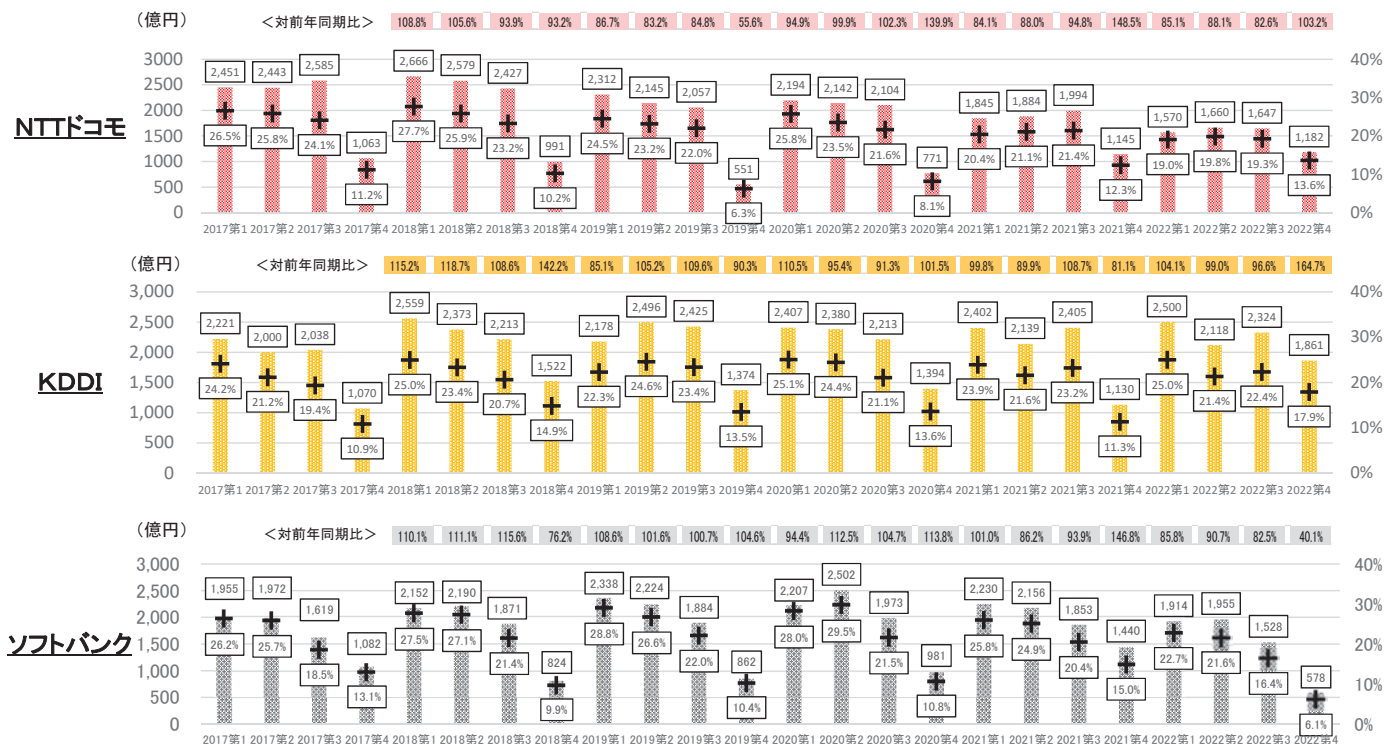 (億円) ＜対前年同期比＞ 108.8% 105.6% 93.9% 93.2% 86.7% 83.2% 84.8% 55.6% 94.9% 99.9% 102.3% 139.9% 84.1% 88.0% 94.8% 148.5% 85.1% 88.1% 82.6% 103.2%
NTTドコモ
3000 2500 2000 1500 1000 500 0
40% 30% 20% 10% 0%
2,451 2,443 2,585 1,063 2,666 2,579 2,427 991 2,312 2,145 2,057 551 2,194 2,142 2,104 771 1,845 1,884 1,994 1,145 1,570 1,660 1,647 1,182
26.5% 25.8% 24.1% 11.2% 27.7% 25.9% 23.2% 10.2% 24.5% 23.2% 22.0% 6.3% 25.8% 23.5% 21.6% 8.1% 20.4% 21.1% 21.4% 12.3% 19.0% 19.8% 19.3% 13.6%
2017第1 2017第2 2017第3 2017第4 2018第1 2018第2 2018第3 2018第4 2019第1 2019第2 2019第3 2019第4 2020第1 2020第2 2020第3 2020第4 2021第1 2021第2 2021第3 2021第4 2022第1 2022第2 2022第3 2022第4
(億円) ＜対前年同期比＞ 115.2% 118.7% 108.6% 142.2% 85.1% 105.2% 109.6% 90.3% 110.5% 95.4% 91.3% 101.5% 99.8% 89.9% 108.7% 81.1% 104.1% 99.0% 96.6% 164.7%
KDDI
3,000 2,500 2,000 1,500 1,000 500 0
40% 30% 20% 10% 0%
2,221 2,000 2,038 1,070 2,559 2,373 2,213 1,522 2,178 2,496 2,425 1,374 2,407 2,380 2,213 1,394 2,402 2,139 2,405 1,130 2,500 2,118 2,324 1,861
24.2% 21.2% 19.4% 10.9% 25.0% 23.4% 20.7% 14.9% 22.3% 24.6% 23.4% 13.5% 25.1% 24.4% 21.1% 13.6% 23.9% 21.6% 23.2% 11.3% 25.0% 21.4% 22.4% 17.9%
2017第1 2017第2 2017第3 2017第4 2018第1 2018第2 2018第3 2018第4 2019第1 2019第2 2019第3 2019第4 2020第1 2020第2 2020第3 2020第4 2021第1 2021第2 2021第3 2021第4 2022第1 2022第2 2022第3 2022第4
(億円) ＜対前年同期比＞ 110.1% 111.1% 115.6% 76.2% 108.6% 101.6% 100.7% 104.6% 94.4% 112.5% 104.7% 113.8% 101.0% 86.2% 93.9% 146.8% 85.8% 90.7% 82.5% 40.1%
ソフトバンク
3,000 2,500 2,000 1,500 1,000 500 0
40% 30% 20% 10% 0%
1,955 1,972 1,619 1,082 2,152 2,190 1,871 824 2,338 2,224 1,884 862 2,207 2,502 1,973 981 2,230 2,156 1,853 1,440 1,914 1,955 1,528 578
26.2% 25.7% 18.5% 13.1% 27.5% 27.1% 21.4% 9.9% 28.8% 26.6% 22.0% 10.4% 28.0% 29.5% 21.5% 10.8% 25.8% 24.9% 20.4% 15.0% 22.7% 21.6% 16.4% 6.1%
2017第1 2017第2 2017第3 2017第4 2018第1 2018第2 2018第3 2018第4 2019第1 2019第2 2019第3 2019第4 2020第1 2020第2 2020第3 2020第4 2021第1 2021第2 2021第3 2021第4 2022第1 2022第2 2022第3 2022第4